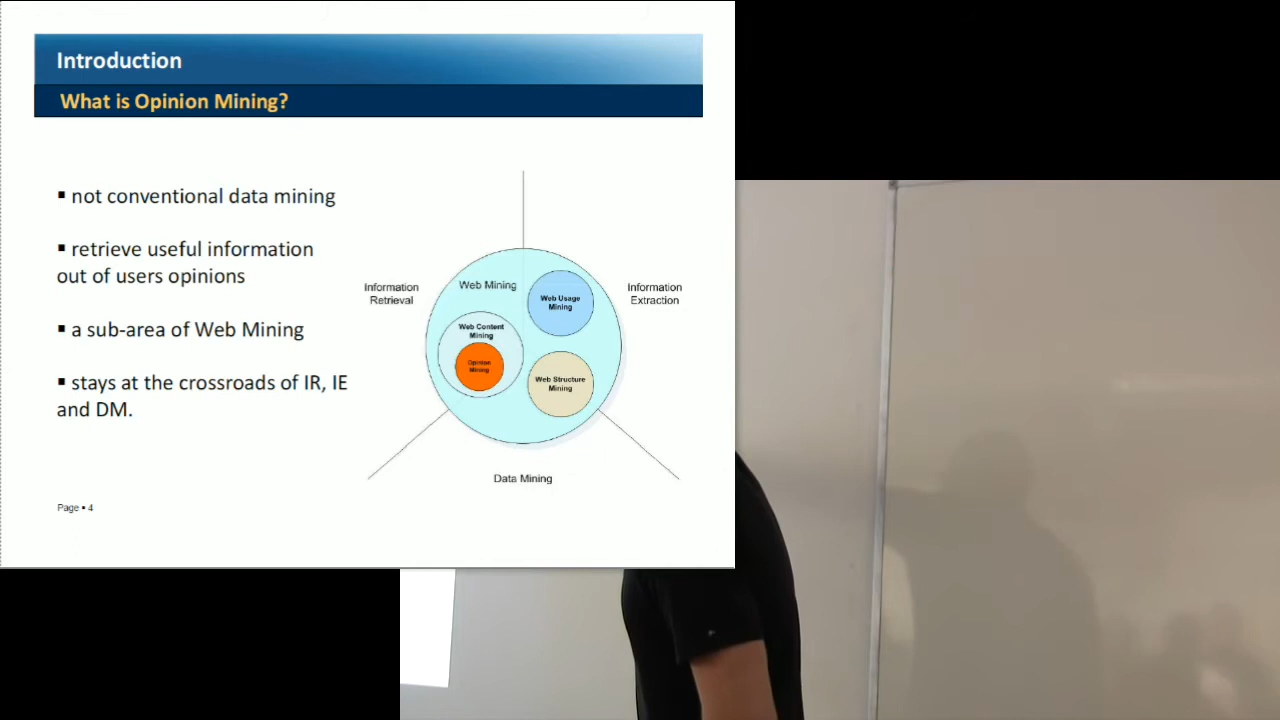 Introduction
What is Opinion Mining?
▪ not conventional data mining
▪ retrieve useful information
out of users opinions
▪ a sub-area of Web Mining
▪ stays at the crossroads of IR, IE
and DM.
Information
Retrieval
Web Mining
Web Usage
Mining
Information
Extraction
Web Content
Mining
Opinion
Mining
Web Structure
Mining
Data Mining
Page ▪ 4